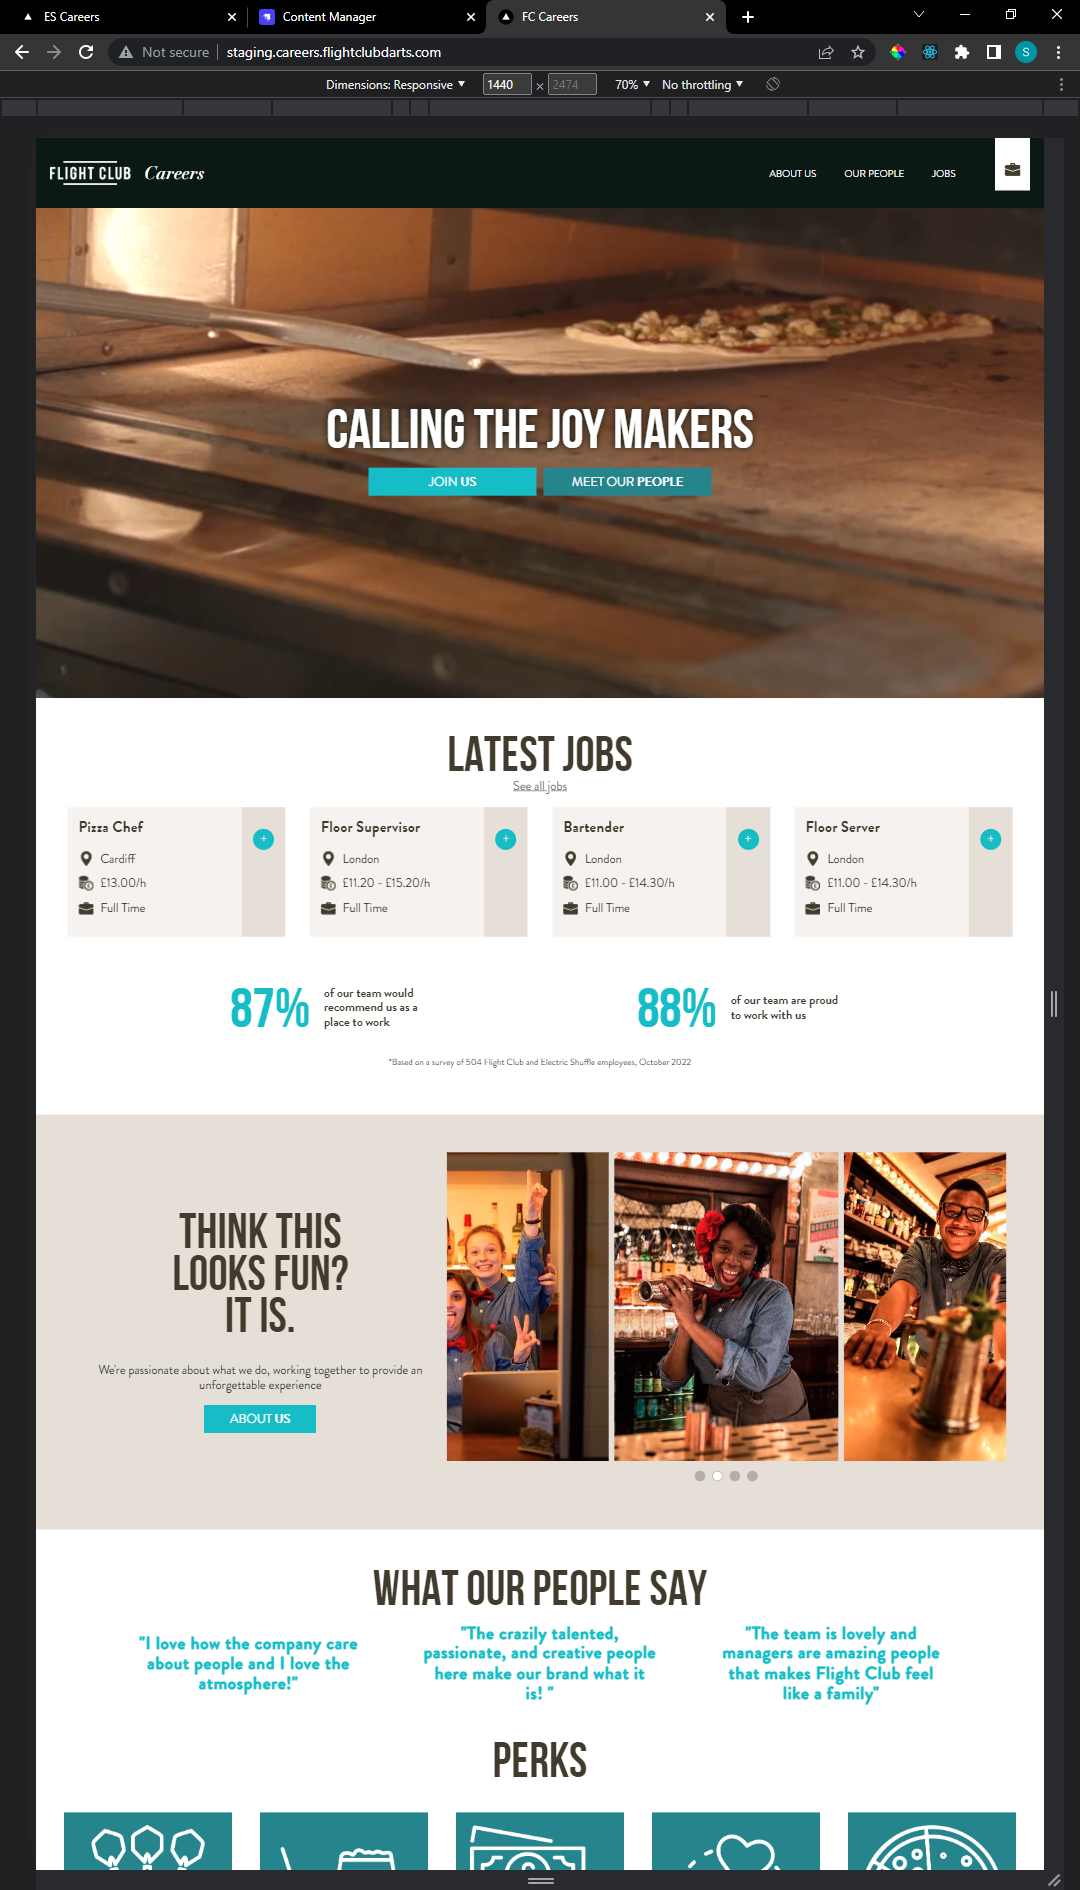 ES Careers
Content Manager
FC Careers
Not secure
staging.careers.flightclubdarts.com
S
Dimensions: Responsive
1440 × 2474
70%
No throttling
FLIGHT CLUB Careers
ABOUT US
OUR PEOPLE
JOBS
CALLING THE JOY MAKERS
JOIN US
MEET OUR PEOPLE
LATEST JOBS
See all jobs
Pizza Chef
+
Cardiff
£13.00/h
Full Time
Floor Supervisor
+
London
£11.20 - £15.20/h
Full Time
Bartender
+
London
£11.00 - £14.30/h
Full Time
Floor Server
+
London
£11.00 - £14.30/h
Full Time
87%
of our team would
recommend us as a
place to work
88%
of our team are proud
to work with us
*Based on a survey of 504 Flight Club and Electric Shuffle employees, October 2022
THINK THIS
LOOKS FUN?
IT IS.
We're passionate about what we do, working together to provide an
unforgettable experience
ABOUT US
WHAT OUR PEOPLE SAY
"I love how the company care
about people and I love the
atmosphere!"
"The crazily talented,
passionate, and creative people
here make our brand what it
is! "
"The team is lovely and
managers are amazing people
that makes Flight Club feel
like a family"
PERKS